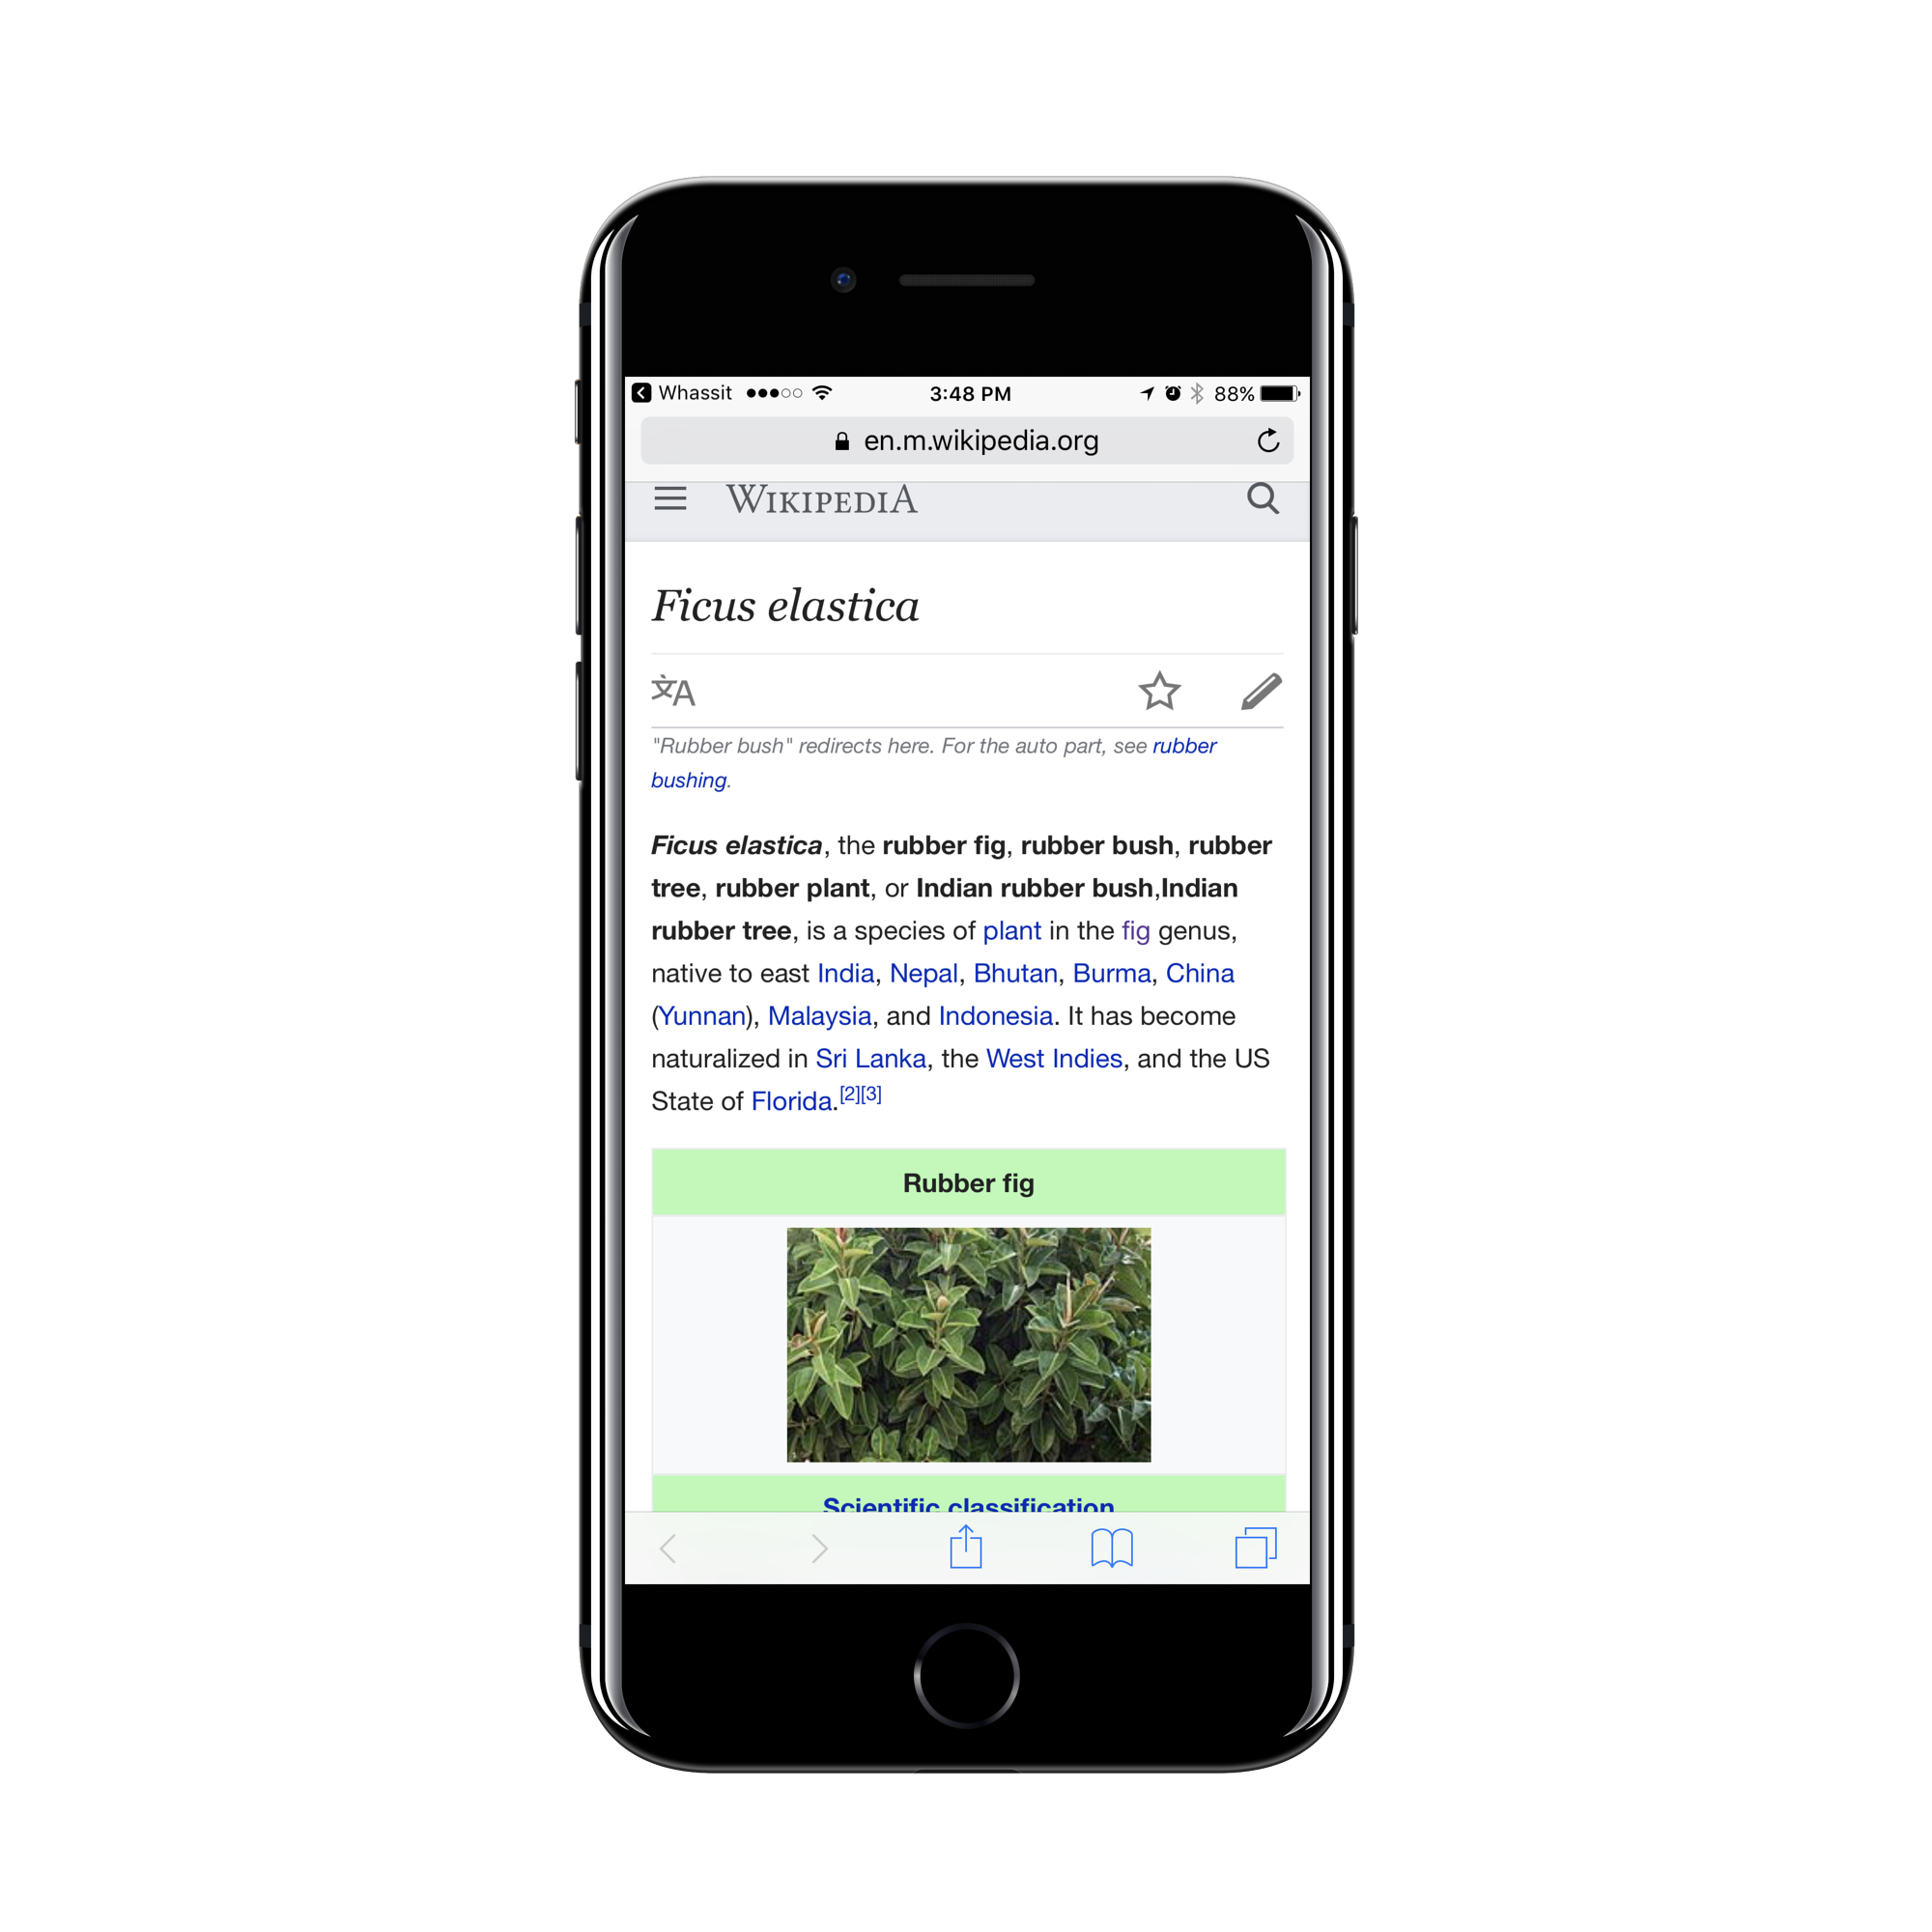 Whassit 3:48 PM 88%
en.m.wikipedia.org
WIKIPEDIA
Ficus elastica
文A
"Rubber bush" redirects here. For the auto part, see rubber
bushing.
Ficus elastica, the rubber fig, rubber bush, rubber
tree, rubber plant, or Indian rubber bush,Indian
rubber tree, is a species of plant in the fig genus,
native to east India, Nepal, Bhutan, Burma, China
(Yunnan), Malaysia, and Indonesia. It has become
naturalized in Sri Lanka, the West Indies, and the US
State of Florida.[2][3]
Rubber fig
Scientific classification